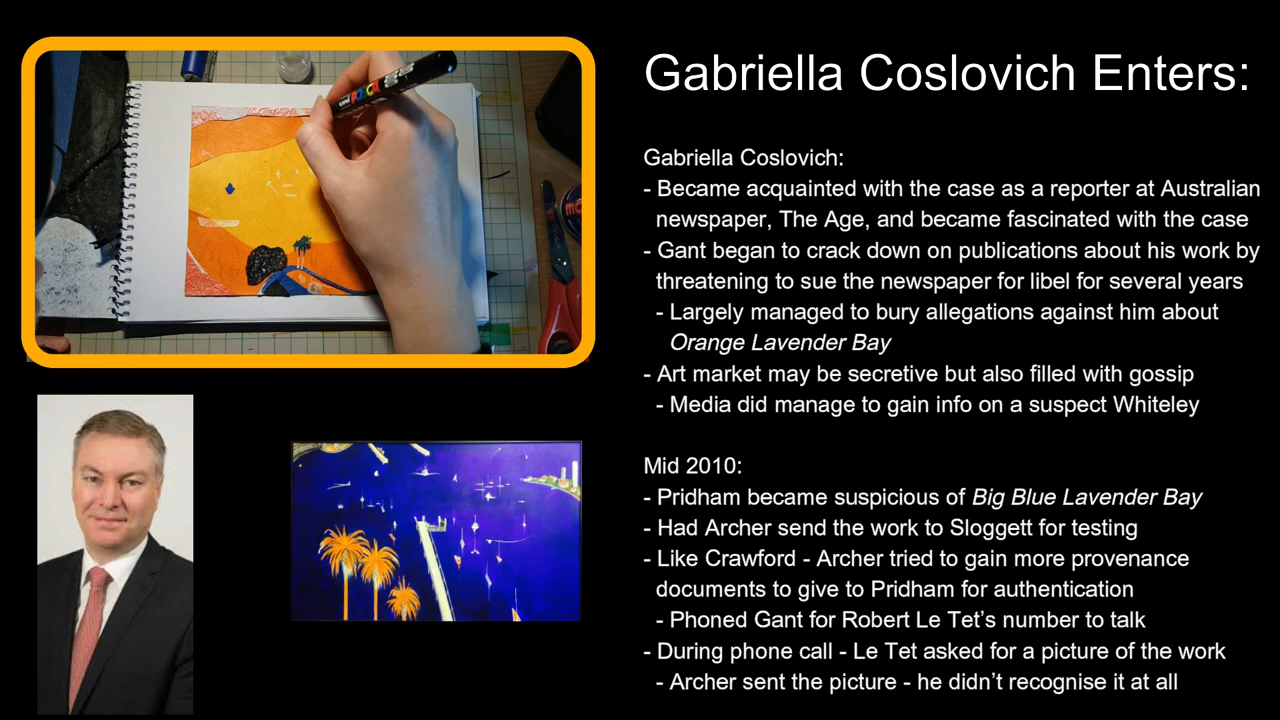 Gabriella Coslovich Enters:
Gabriella Coslovich:
- Became acquainted with the case as a reporter at Australian
newspaper, The Age, and became fascinated with the case
- Gant began to crack down on publications about his work by
threatening to sue the newspaper for libel for several years
- Largely managed to bury allegations against him about
Orange Lavender Bay
- Art market may be secretive but also filled with gossip
- Media did manage to gain info on a suspect Whiteley
Mid 2010:
- Pridham became suspicious of Big Blue Lavender Bay
- Had Archer send the work to Sloggett for testing
- Like Crawford - Archer tried to gain more provenance
documents to give to Pridham for authentication
- Phoned Gant for Robert Le Tet’s number to talk
- During phone call - Le Tet asked for a picture of the work
- Archer sent the picture - he didn’t recognise it at all
uni POSCA